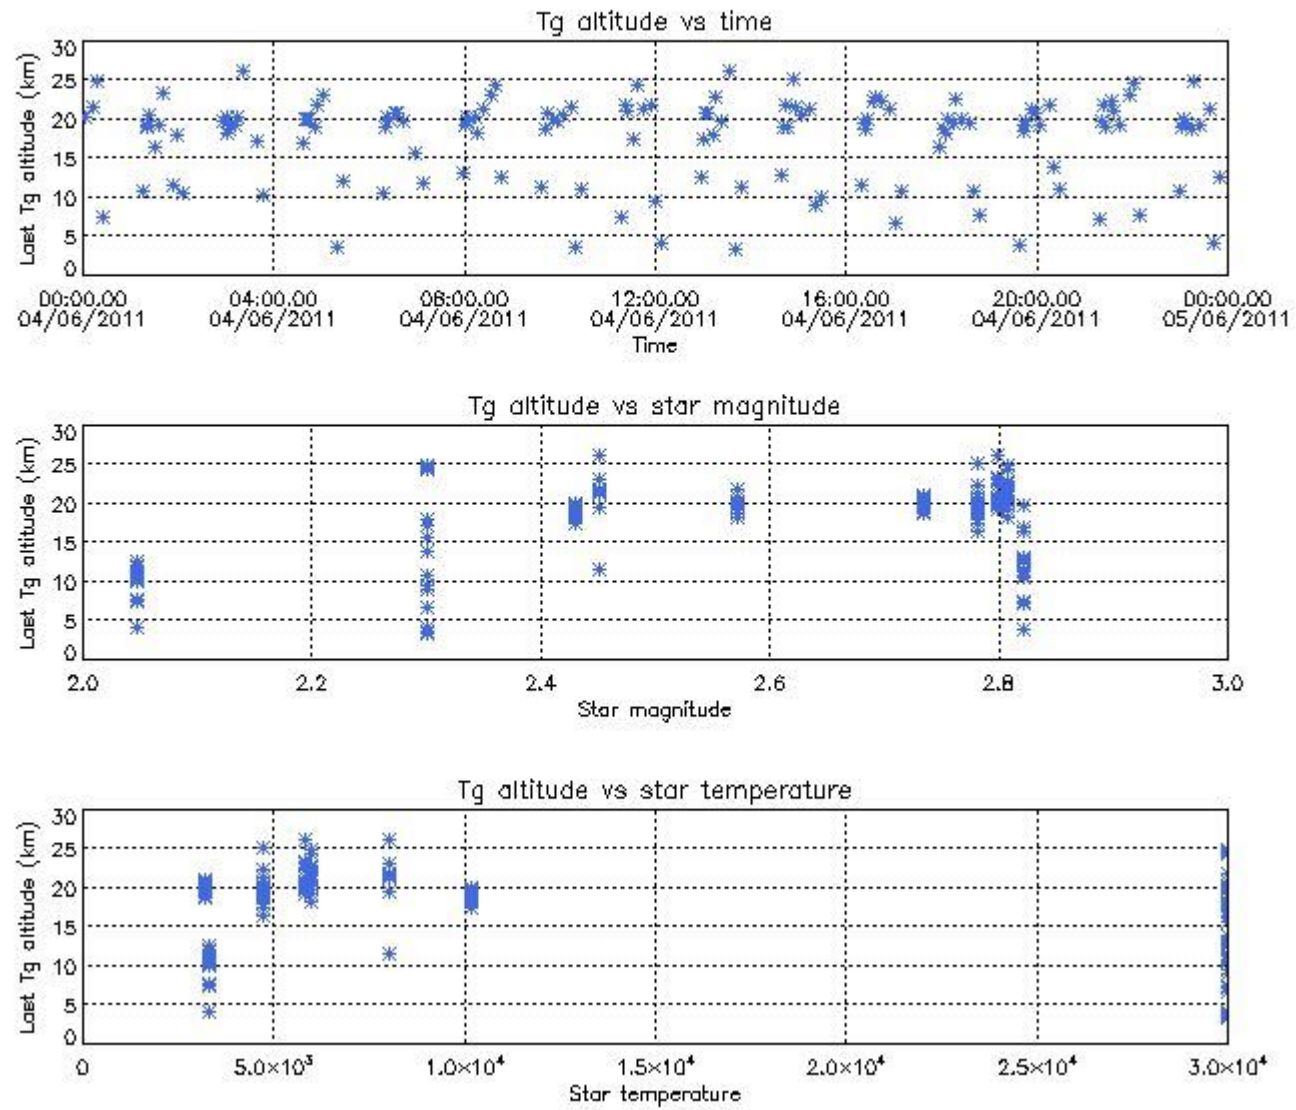 Tg altitude vs time
Last Tg altitude (km)
30
25
20
15
10
5
0
00:00.00 04:00.00 08:00.00 12:00.00 16:00.00 20:00.00 00:00.00
04/06/2011 04/06/2011 04/06/2011 04/06/2011 04/06/2011 04/06/2011 05/06/2011
Time
Tg altitude vs star magnitude
Last Tg altitude (km)
30
25
20
15
10
5
0
2.0 2.2 2.4 2.6 2.8 3.0
Star magnitude
Tg altitude vs star temperature
Last Tg altitude (km)
30
25
20
15
10
5
0
0 5.0×10³ 1.0×10⁴ 1.5×10⁴ 2.0×10⁴ 2.5×10⁴ 3.0×10⁴
Star temperature